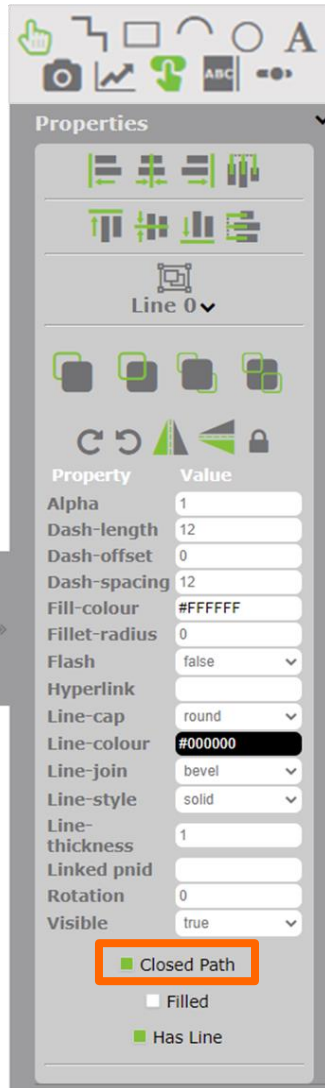 A
ABC
Properties
Line 0
Property Value
Alpha 1
Dash-length 12
Dash-offset 0
Dash-spacing 12
Fill-colour #FFFFFF
Fillet-radius 0
Flash false
Hyperlink
Line-cap round
Line-colour #000000
Line-join bevel
Line-style solid
Line-
thickness 1
Linked pnid
Rotation 0
Visible true
Closed Path
Filled
Has Line